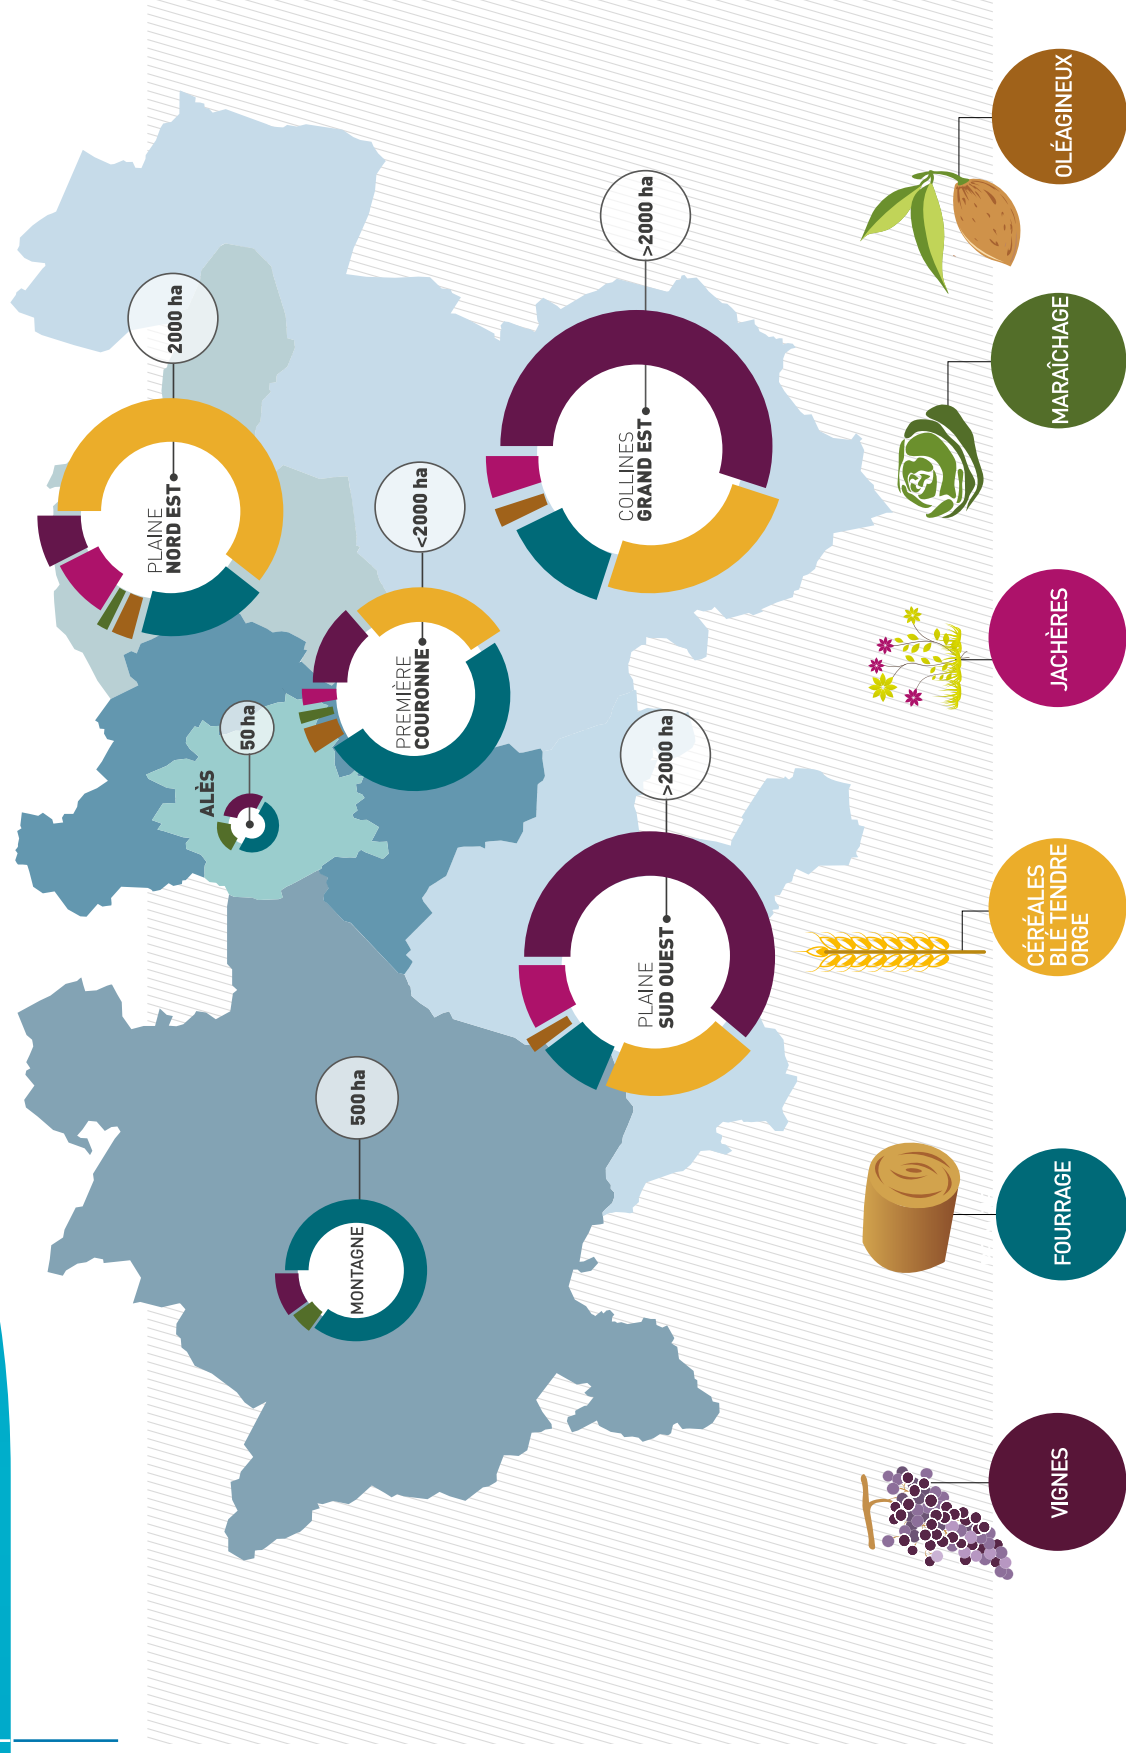 MONTAGNE
500 ha
ALÈS
50 ha
PLAINE
NORD EST
2000 ha
PREMIÈRE
COURONNE
<2000 ha
PLAINE
SUD OUEST
>2000 ha
COLLINES
GRAND EST
>2000 ha
VIGNES
FOURRAGE
CÉRÉALES
BLÉ TENDRE
ORGE
JACHÈRES
MARAÎCHAGE
OLÉAGINEUX